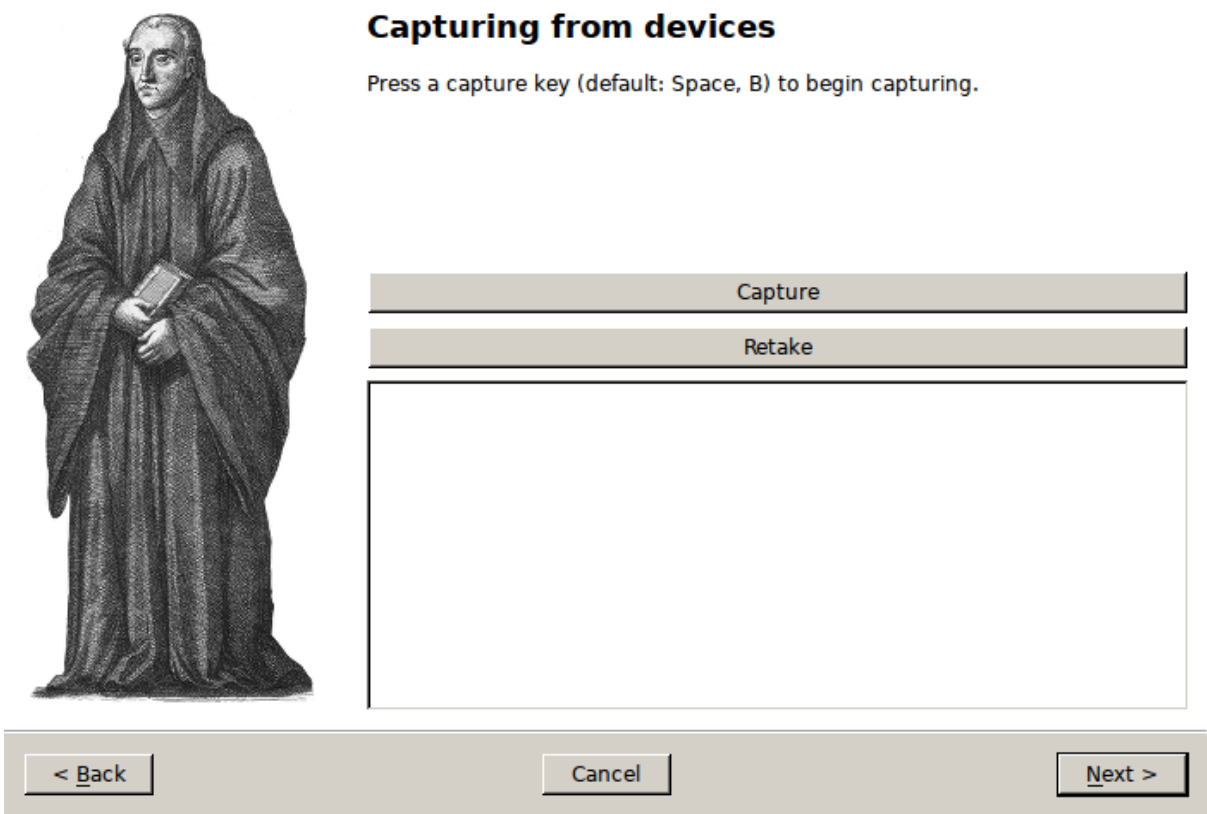 Capturing from devices
Press a capture key (default: Space, B) to begin capturing.
Capture
Retake
< Back
Cancel
Next >